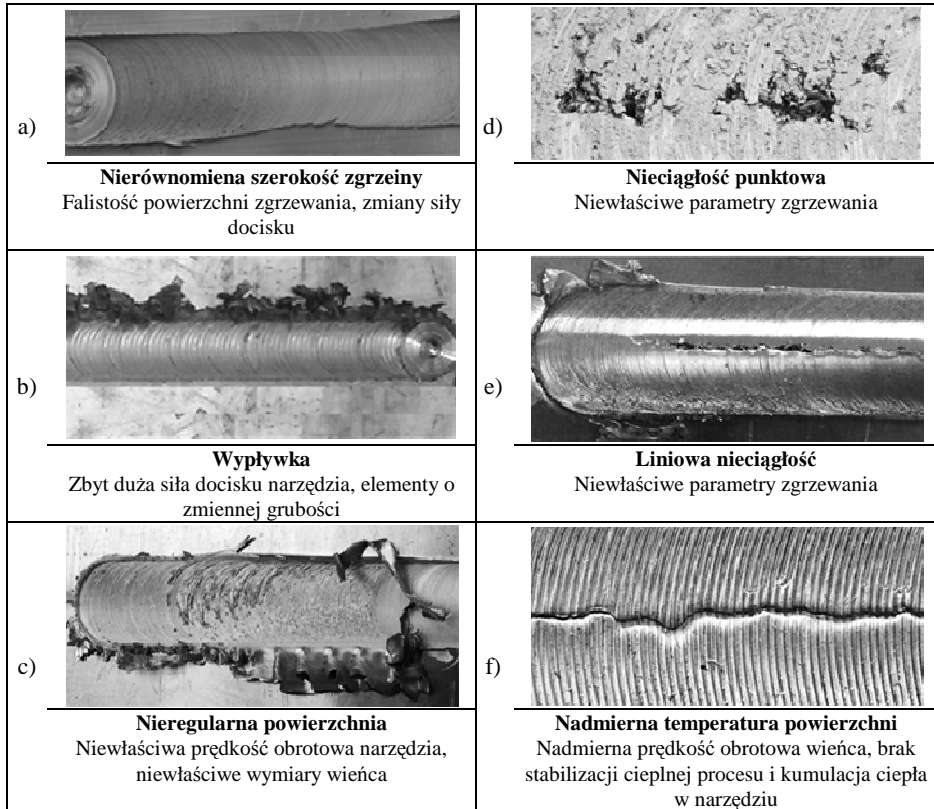 a)
Nierównomiena szerokość zgrzeiny
Falistość powierzchni zgrzewania, zmiany siły
docisku
d)
Nieciągłość punktowa
Niewłaściwe parametry zgrzewania
b)
Wypływka
Zbyt duża siła docisku narzędzia, elementy o
zmiennej grubości
e)
Liniowa nieciągłość
Niewłaściwe parametry zgrzewania
c)
Nieregularna powierzchnia
Niewłaściwa prędkość obrotowa narzędzia,
niewłaściwe wymiary wieńca
f)
Nadmierna temperatura powierzchni
Nadmierna prędkość obrotowa wieńca, brak
stabilizacji cieplnej procesu i kumulacja ciepła
w narzędziu